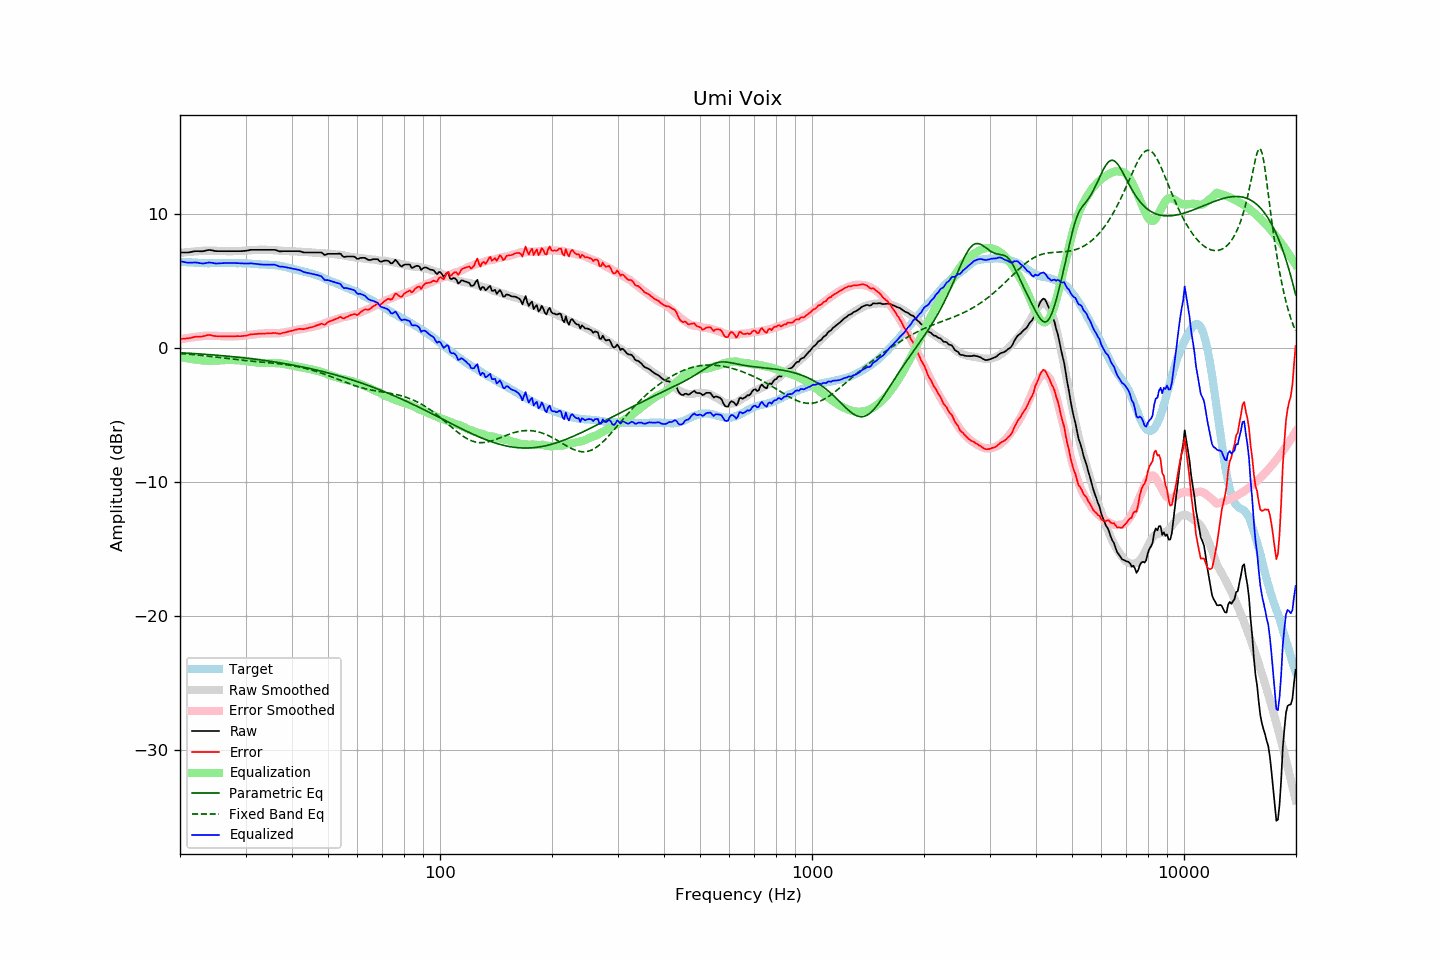 Umi Voix
Amplitude (dBr)
10
0
−10
−20
−30
Target
Raw Smoothed
Error Smoothed
Raw
Error
Equalization
Parametric Eq
Fixed Band Eq
Equalized
100
1000
10000
Frequency (Hz)